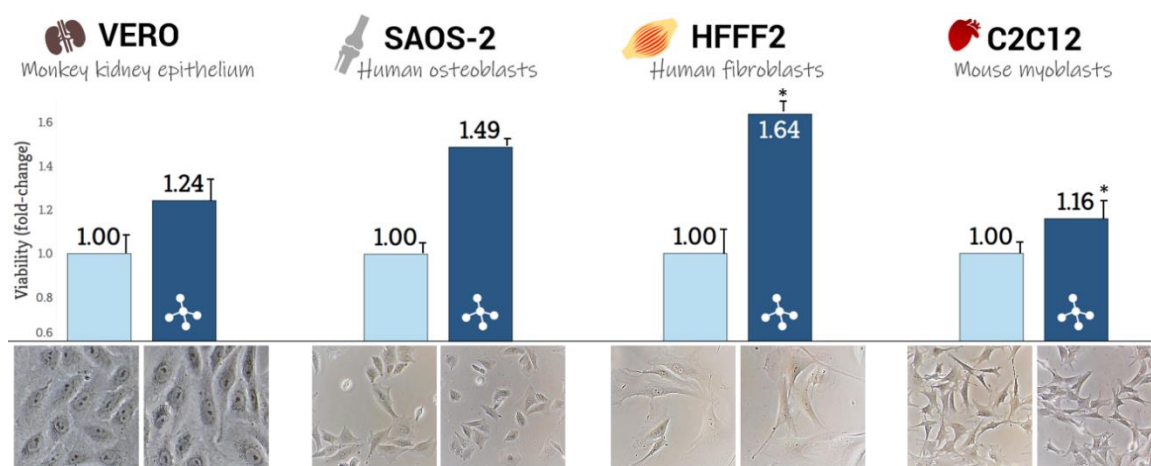 VERO
Monkey kidney epithelium
SAOS-2
Human osteoblasts
HFFF2
Human fibroblasts
C2C12
Mouse myoblasts
Viability (fold-change)
1.6
1.4
1.2
1.0
0.8
0.6
1.00
1.24
1.00
1.49
1.00
*
1.64
1.00
1.16 *